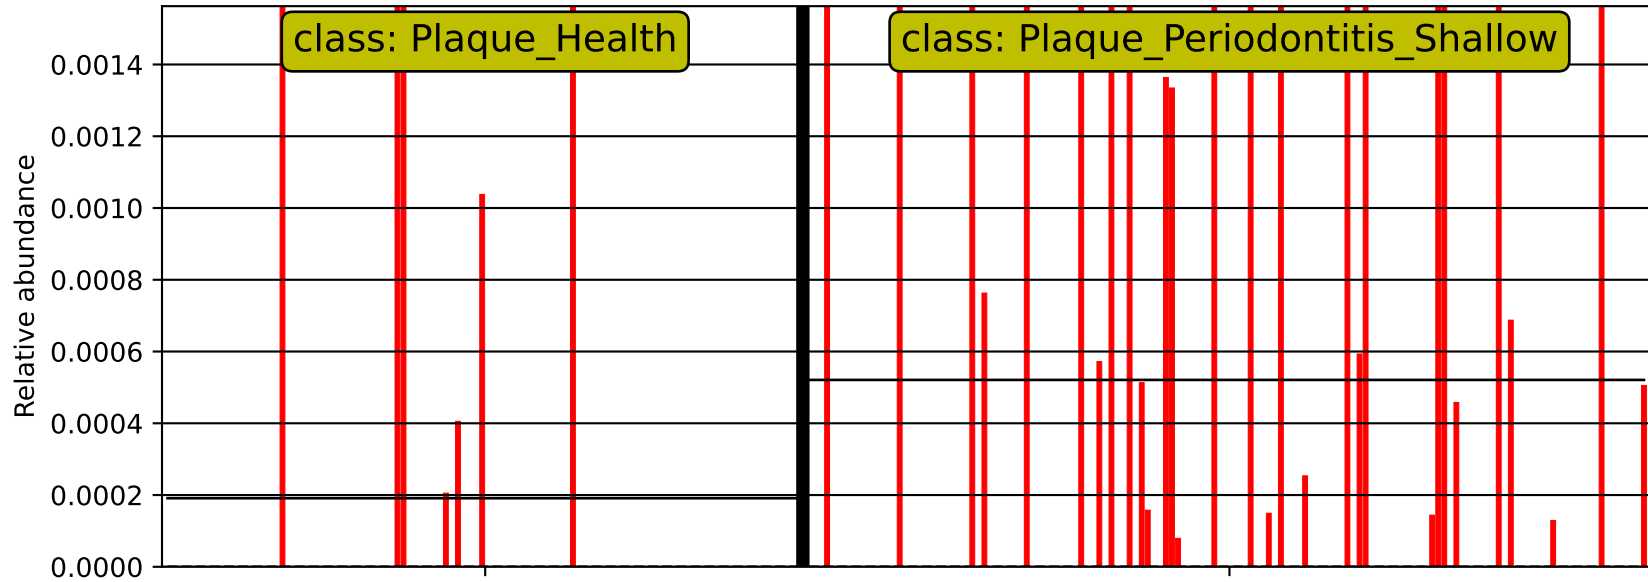 class: Plaque_Health
class: Plaque_Periodontitis_Shallow
Relative abundance
0.0014
0.0012
0.0010
0.0008
0.0006
0.0004
0.0002
0.0000